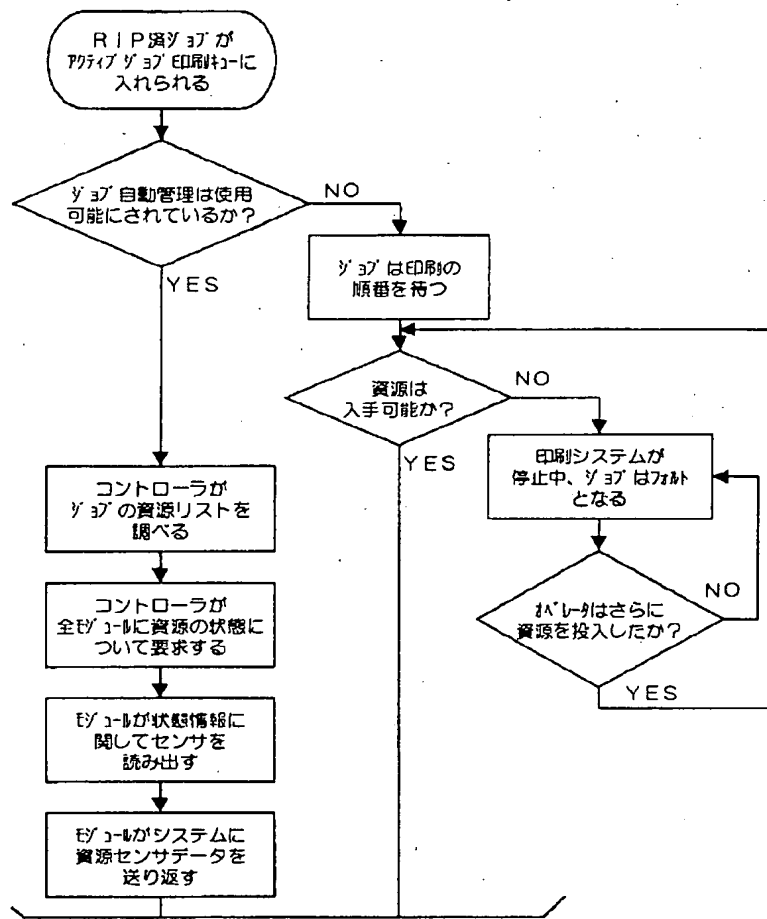 RIP済ジョブが
アクティブジョブ印刷キューに
入れられる
ジョブ自動管理は使用
可能にされているか？
NO
YES
ジョブは印刷の
順番を待つ
資源は
入手可能か？
NO
YES
印刷システムが
停止中、ジョブはフォルト
となる
オペレータはさらに
資源を投入したか？
NO
YES
コントローラが
ジョブの資源リストを
調べる
コントローラが
全モジュールに資源の状態に
ついて要求する
モジュールが状態情報に
関してセンサを
読み出す
モジュールがシステムに
資源センサデータを
送り返す